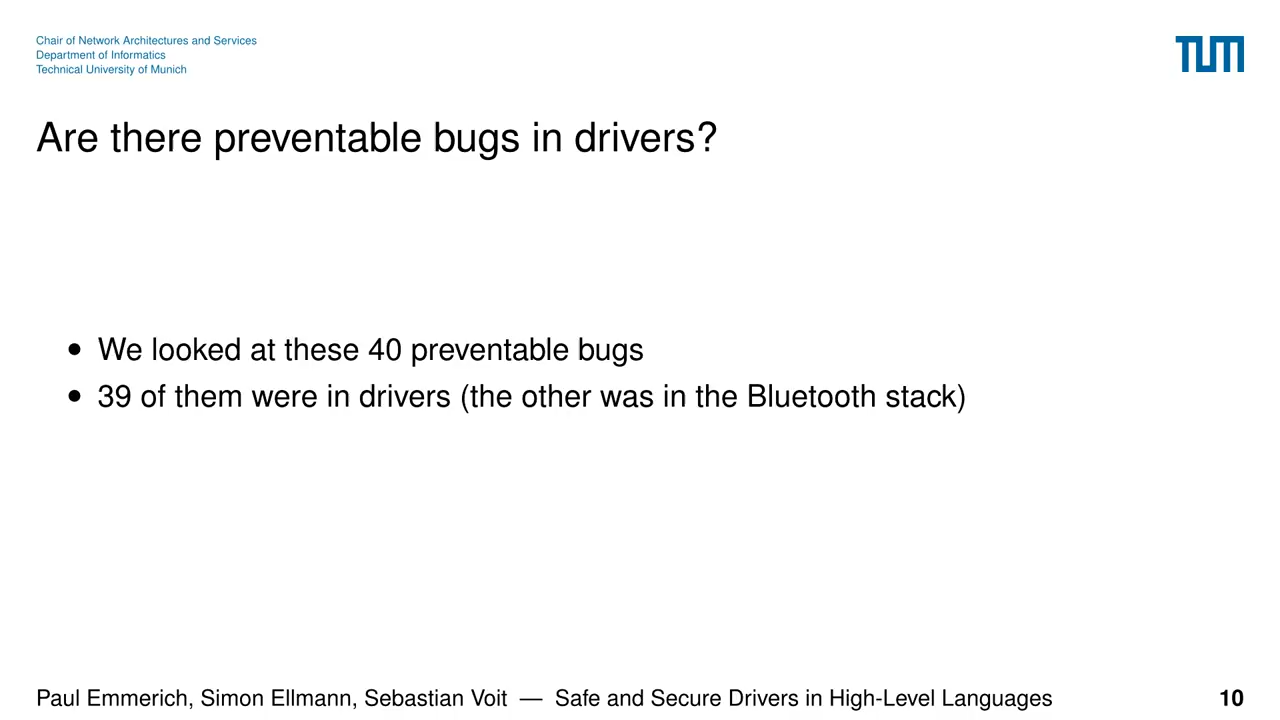 Chair of Network Architectures and Services
Department of Informatics
Technical University of Munich
TUM
Are there preventable bugs in drivers?
• We looked at these 40 preventable bugs
• 39 of them were in drivers (the other was in the Bluetooth stack)
Paul Emmerich, Simon Ellmann, Sebastian Voit — Safe and Secure Drivers in High-Level Languages 10